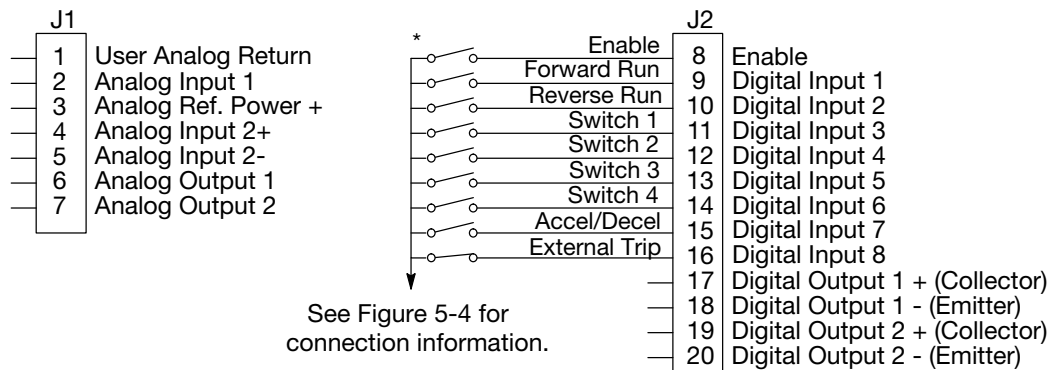 J1
1 User Analog Return
2 Analog Input 1
3 Analog Ref. Power +
4 Analog Input 2+
5 Analog Input 2-
6 Analog Output 1
7 Analog Output 2
J2
* Enable 8 Enable
Forward Run 9 Digital Input 1
Reverse Run 10 Digital Input 2
Switch 1 11 Digital Input 3
Switch 2 12 Digital Input 4
Switch 3 13 Digital Input 5
Switch 4 14 Digital Input 6
Accel/Decel 15 Digital Input 7
External Trip 16 Digital Input 8
17 Digital Output 1 + (Collector)
18 Digital Output 1 - (Emitter)
19 Digital Output 2 + (Collector)
20 Digital Output 2 - (Emitter)
See Figure 5-4 for
connection information.